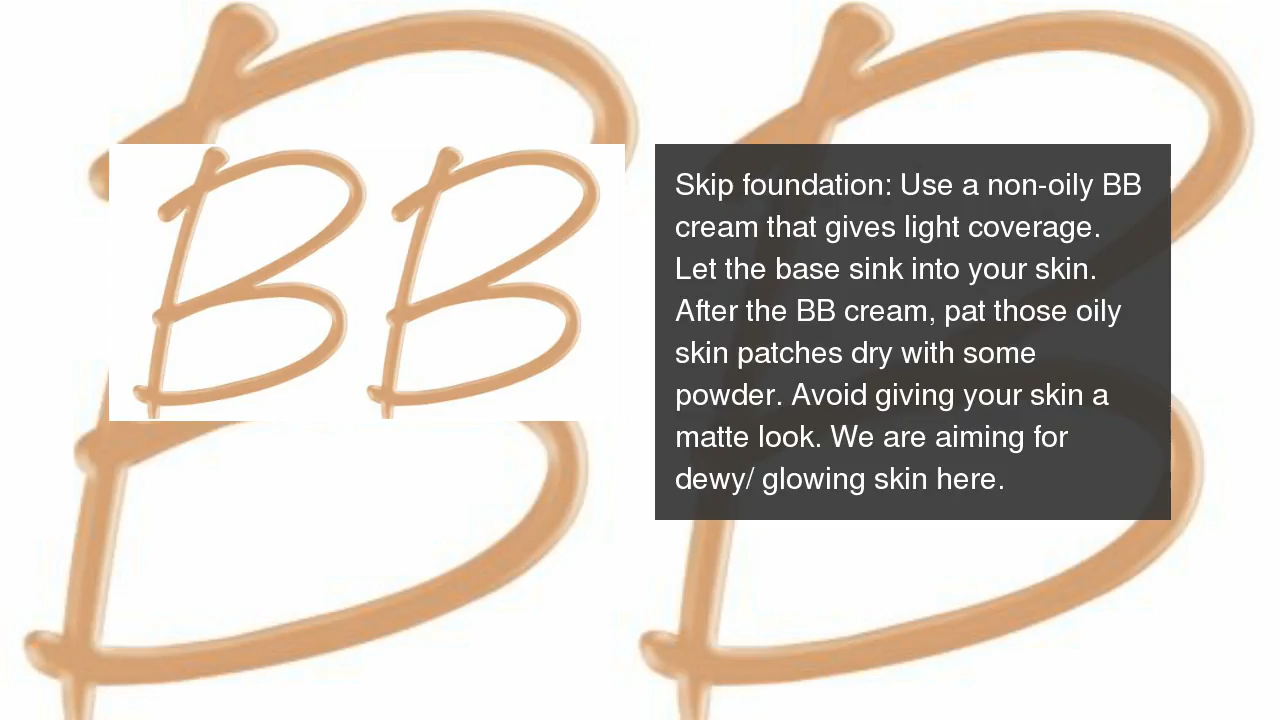 BB
BB
Skip foundation: Use a non-oily BB
cream that gives light coverage.
Let the base sink into your skin.
After the BB cream, pat those oily
skin patches dry with some
powder. Avoid giving your skin a
matte look. We are aiming for
dewy/ glowing skin here.